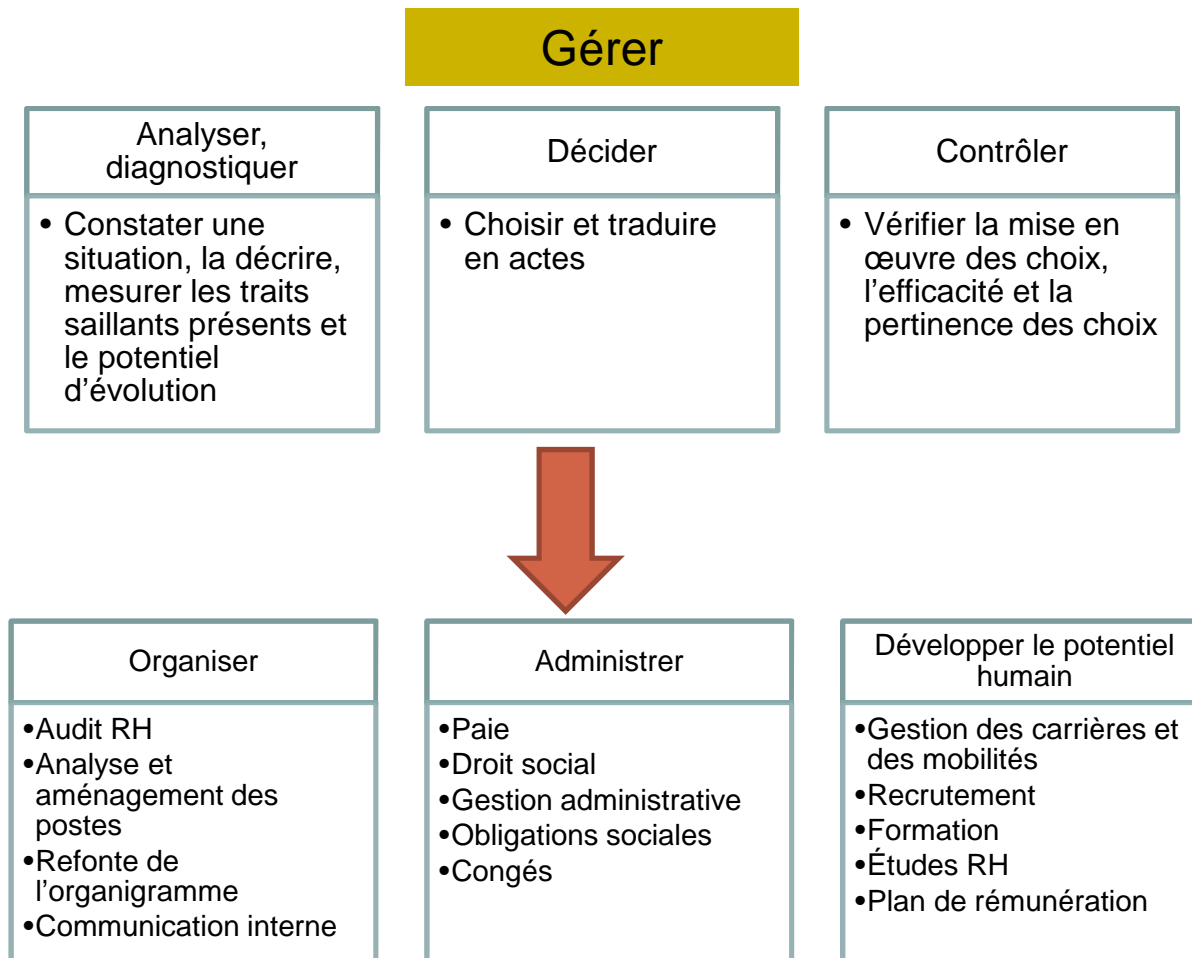 Gérer
Analyser,
diagnostiquer
• Constater une
situation, la décrire,
mesurer les traits
saillants présents et
le potentiel
d’évolution
Décider
• Choisir et traduire
en actes
Contrôler
• Vérifier la mise en
œuvre des choix,
l’efficacité et la
pertinence des choix
Organiser
•Audit RH
•Analyse et
aménagement des
postes
•Refonte de
l’organigramme
•Communication interne
Administrer
•Paie
•Droit social
•Gestion administrative
•Obligations sociales
•Congés
Développer le potentiel
humain
•Gestion des carrières et
des mobilités
•Recrutement
•Formation
•Études RH
•Plan de rémunération